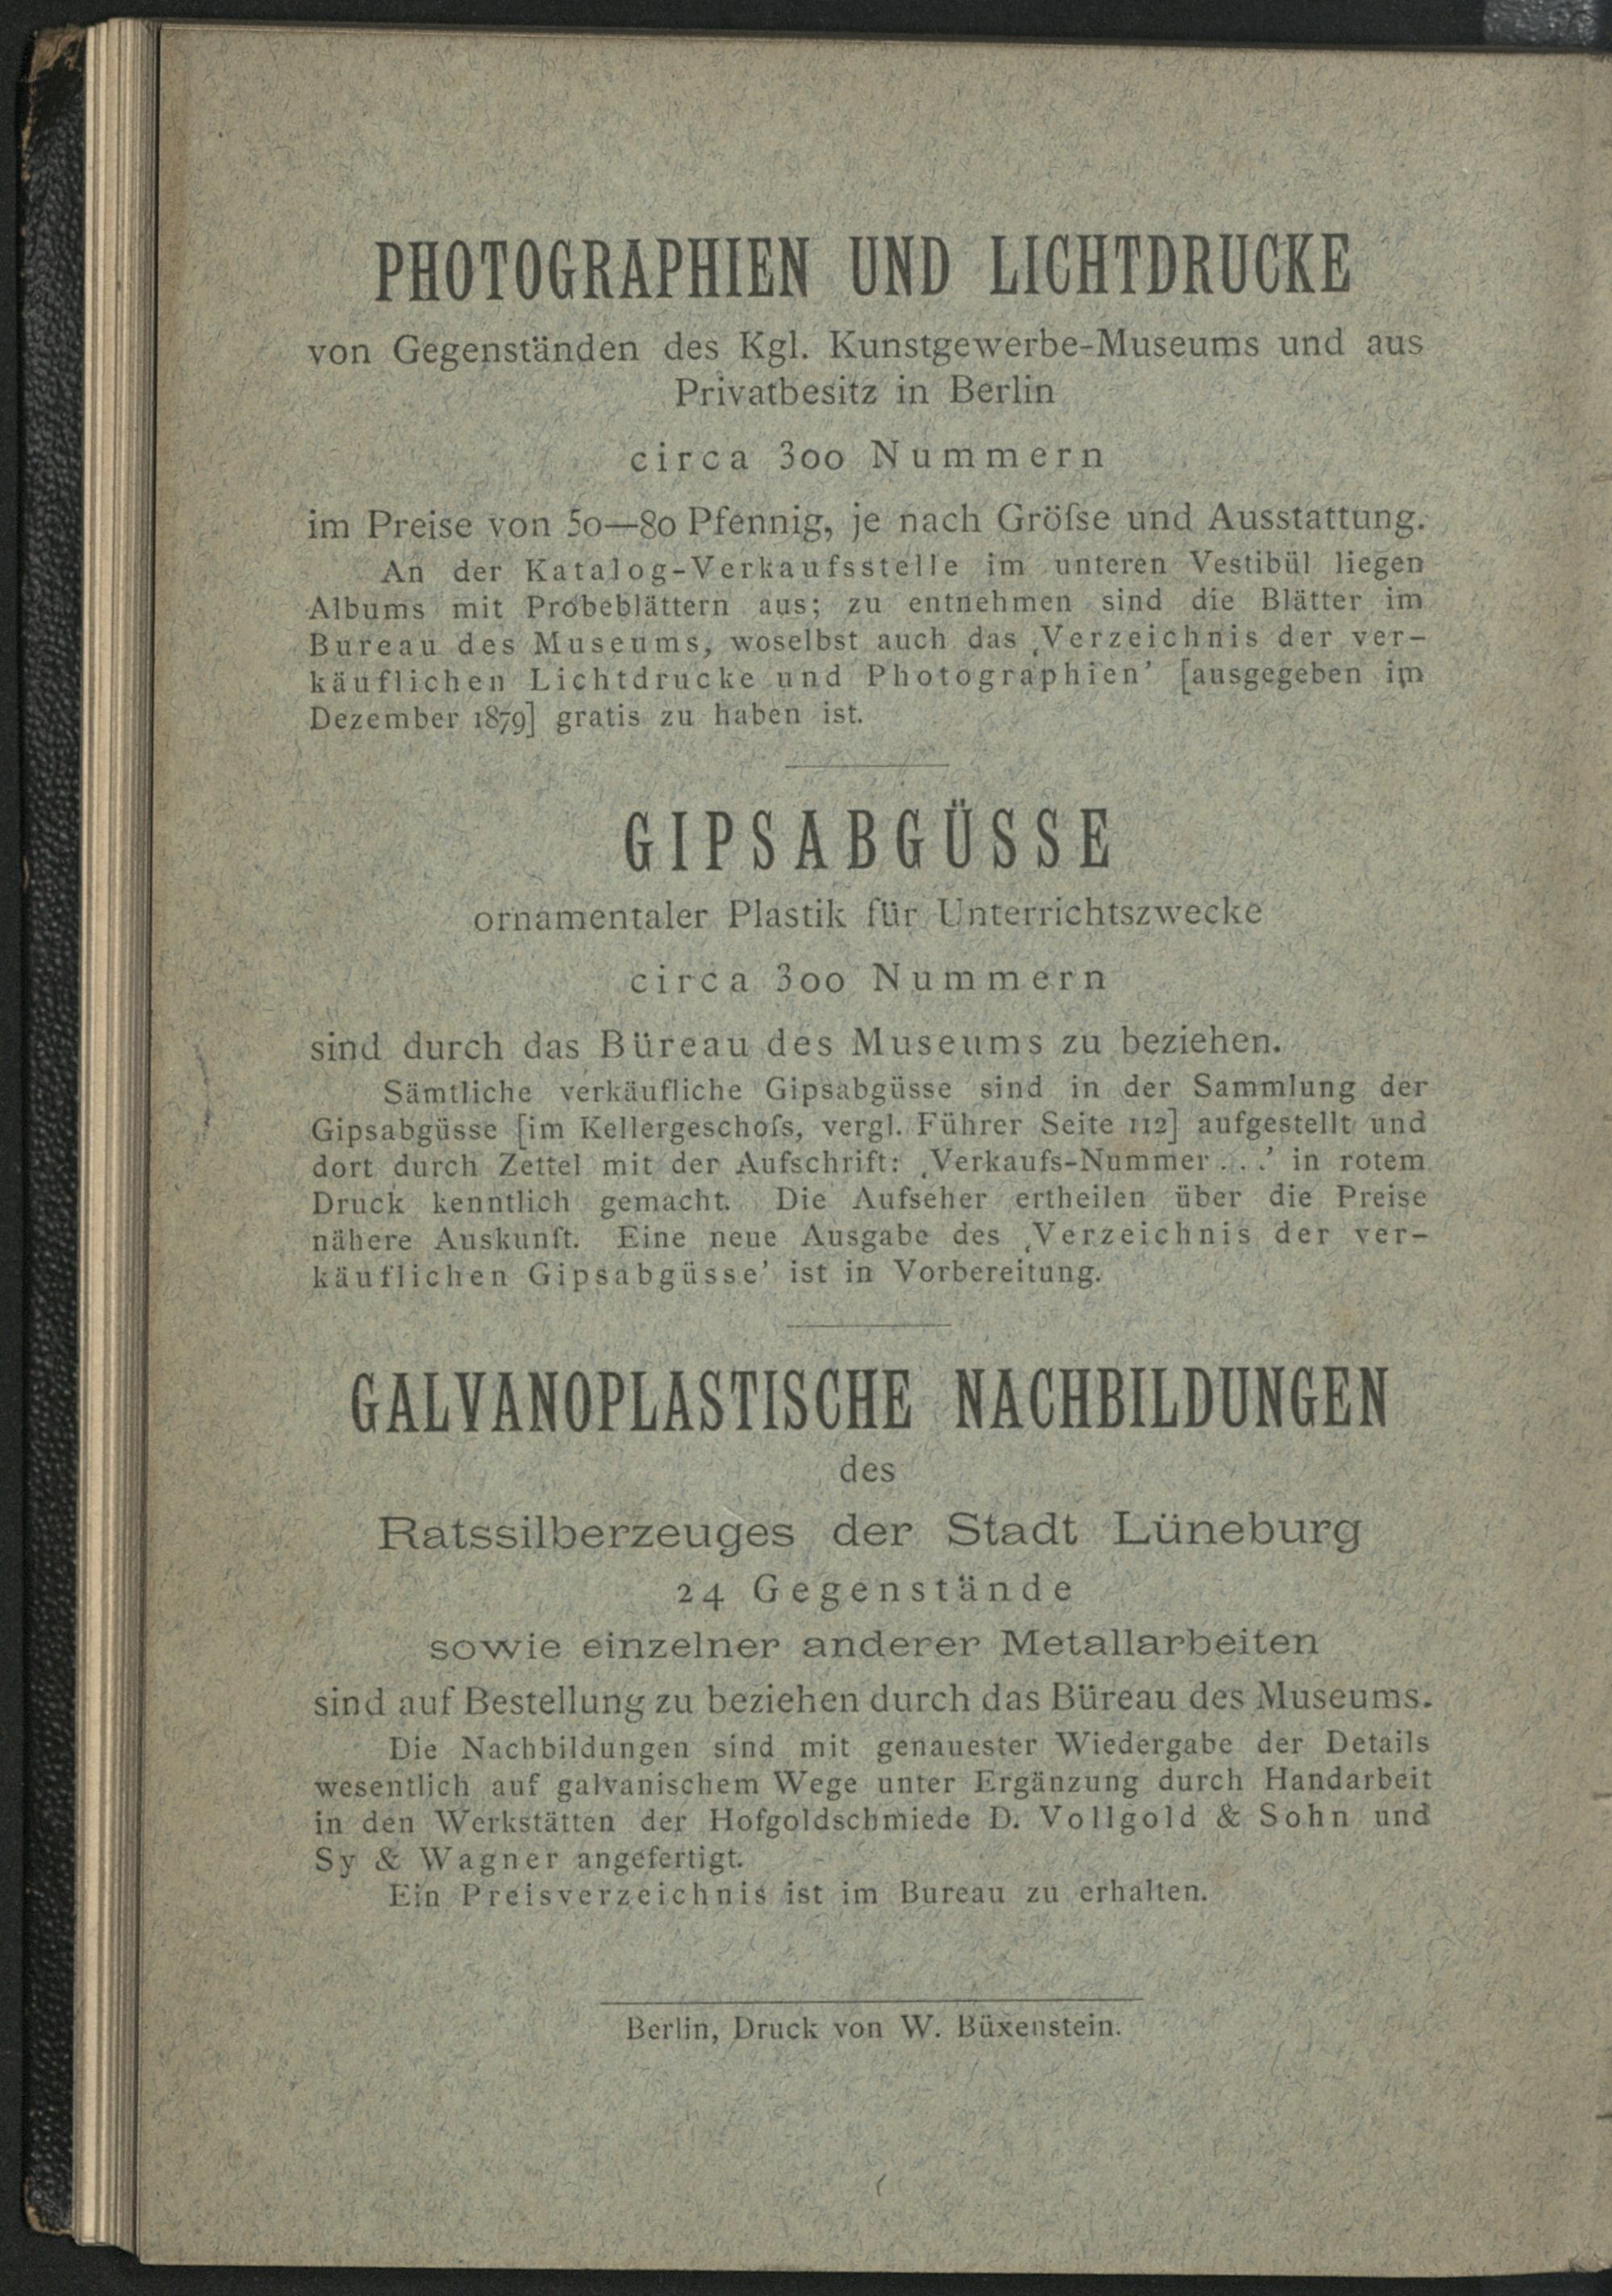 PHOTOGRAPHIEN UND LICHTDRUCKE
von Gegenständen des Kgl. Kunstgewerbe-Museums und aus
Privatbesitz in Berlin
circa 300 Nummern
im Preise von 50—80 Pfennig, je nach Gröſse und Ausstattung.
An der Katalog-Verkaufsstelle im unteren Vestibül liegen
Albums mit Probeblättern aus; zu entnehmen sind die Blätter im
Bureau des Museums, woselbst auch das ‚Verzeichnis der ver-
käuflichen Lichtdrucke und Photographien’ [ausgegeben im
Dezember 1879] gratis zu haben ist.
GIPSABGÜSSE
ornamentaler Plastik für Unterrichtszwecke
circa 300 Nummern
sind durch das Büreau des Museums zu beziehen.
Sämtliche verkäufliche Gipsabgüsse sind in der Sammlung der
Gipsabgüsse [im Kellergeschoſs, vergl. Führer Seite 112] aufgestellt und
dort durch Zettel mit der Aufschrift: ‚Verkaufs-Nummer . . .’ in rotem
Druck kenntlich gemacht. Die Aufseher ertheilen über die Preise
nähere Auskunft. Eine neue Ausgabe des ‚Verzeichnis der ver-
käuflichen Gipsabgüsse’ ist in Vorbereitung.
GALVANOPLASTISCHE NACHBILDUNGEN
des
Ratssilberzeuges der Stadt Lüneburg
24 Gegenstände
sowie einzelner anderer Metallarbeiten
sind auf Bestellung zu beziehen durch das Büreau des Museums.
Die Nachbildungen sind mit genauester Wiedergabe der Details
wesentlich auf galvanischem Wege unter Ergänzung durch Handarbeit
in den Werkstätten der Hofgoldschmiede D. Vollgold & Sohn und
Sy & Wagner angefertigt.
Ein Preisverzeichnis ist im Bureau zu erhalten.
Berlin, Druck von W. Büxenstein.